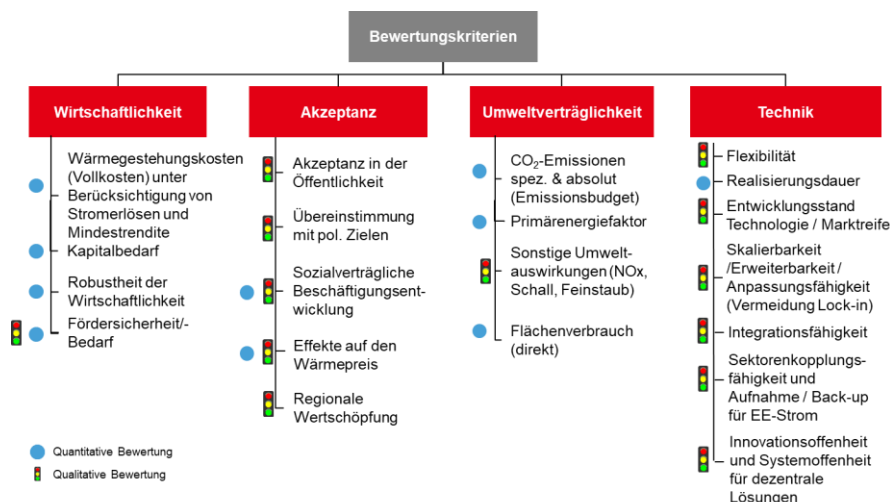 Bewertungskriterien
Wirtschaftlichkeit
Wärmegestehungskosten
(Vollkosten) unter
Berücksichtigung von
Stromerlösen und
Mindestrendite
Kapitalbedarf
Robustheit der
Wirtschaftlichkeit
Fördersicherheit/-
Bedarf
Akzeptanz
Akzeptanz in der
Öffentlichkeit
Übereinstimmung
mit pol. Zielen
Sozialverträgliche
Beschäftigungsent-
wicklung
Effekte auf den
Wärmepreis
Regionale
Wertschöpfung
Umweltverträglichkeit
CO₂-Emissionen
spez. & absolut
(Emissionsbudget)
Primärenergiefaktor
Sonstige Umwelt-
auswirkungen (NOx,
Schall, Feinstaub)
Flächenverbrauch
(direkt)
Technik
Flexibilität
Realisierungsdauer
Entwicklungsstand
Technologie / Marktreife
Skalierbarkeit
/Erweiterbarkeit /
Anpassungsfähigkeit
(Vermeidung Lock-in)
Integrationsfähigkeit
Sektorenkopplungs-
fähigkeit und
Aufnahme / Back-up
für EE-Strom
Innovationsoffenheit
und Systemoffenheit
für dezentrale
Lösungen
Quantitative Bewertung
Qualitative Bewertung